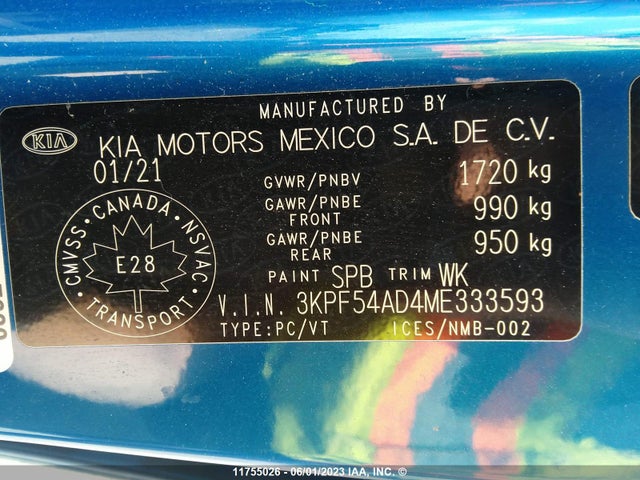 MANUFACTURED BY
KIA KIA MOTORS MEXICO S.A. DE C.V.
01/21
GVWR/PNBV 1720 kg
GAWR/PNBE FRONT 990 kg
GAWR/PNBE REAR 950 kg
CMVSS • CANADA • NSVAC
E28
TRANSPORT
PAINT SPB TRIM WK
V.I.N. 3KPF54AD4ME333593
TYPE:PC/VT ICES/NMB-002
11755026 - 06/01/2023 IAA, INC. ©